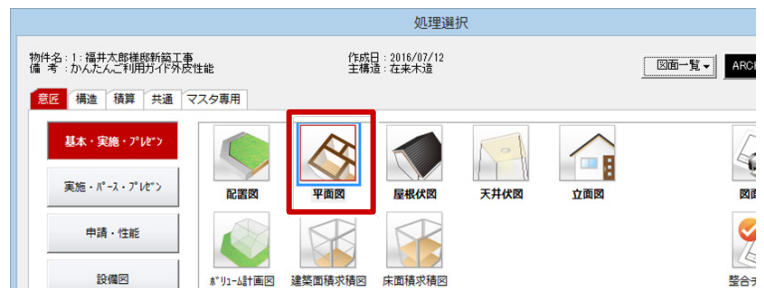 処理選択
物件名：1：福井太郎様邸新築工事
作成日：2016/07/12
備 考：かんたんご利用ガイド外皮性能
主構造：在来木造
図面一覧
ARC
意匠 構造 積算 共通 マスタ専用
基本・実施・ﾌﾟﾚｾﾞﾝ
実施・ﾊﾟｰｽ・ﾌﾟﾚｾﾞﾝ
申請・性能
設備図
配置図 平面図 屋根伏図 天井伏図 立面図
ﾎﾞﾘｭｰﾑ計画図 建築面積求積図 床面積求積図
整合